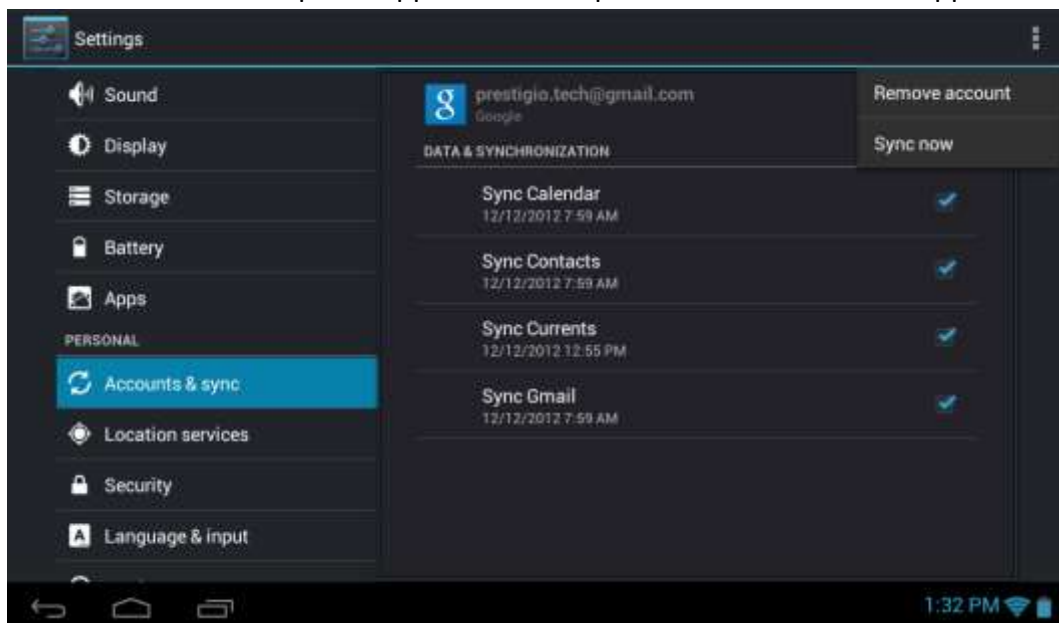 Settings
Sound
Display
Storage
Battery
Apps
PERSONAL
Accounts & sync
Location services
Security
A Language & input
g prestigio.tech@gmail.com
Google
DATA & SYNCHRONIZATION
Sync Calendar
12/12/2012 7:59 AM
Sync Contacts
12/12/2012 7:59 AM
Sync Currents
12/12/2012 12:55 PM
Sync Gmail
12/12/2012 7:59 AM
Remove account
Sync now
1:32 PM